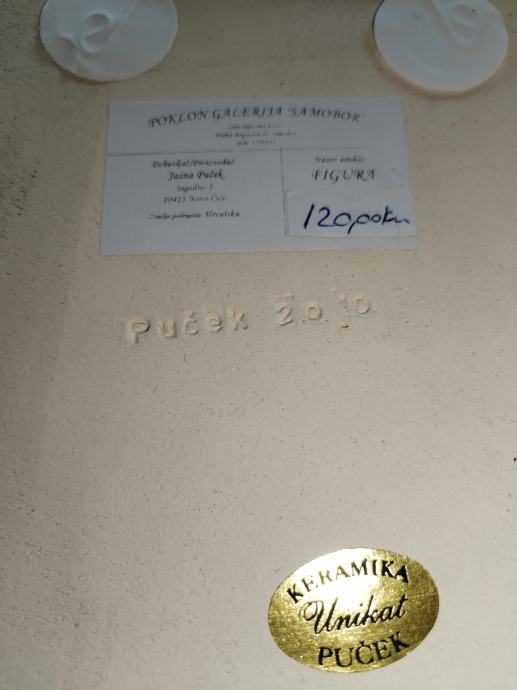 POKLON GALERIJA 'SAMOBOR'
Dobavljač/Proizvođač
Jasna Puček
Jagodno 3
10415 Novo Čiče
Zemlja podrijetla Hrvatska
Naziv artikla
FIGURA
120,00kn
Puček 2010
KERAMIKA
Unikat
PUČEK